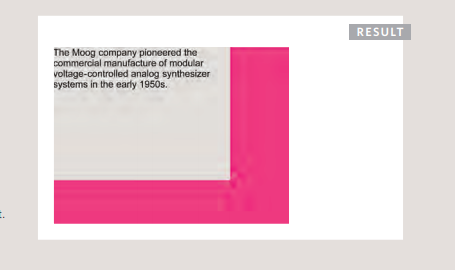 RESULT
The Moog company pioneered the
commercial manufacture of modular
voltage-controlled analog synthesizer
systems in the early 1950s.
t.